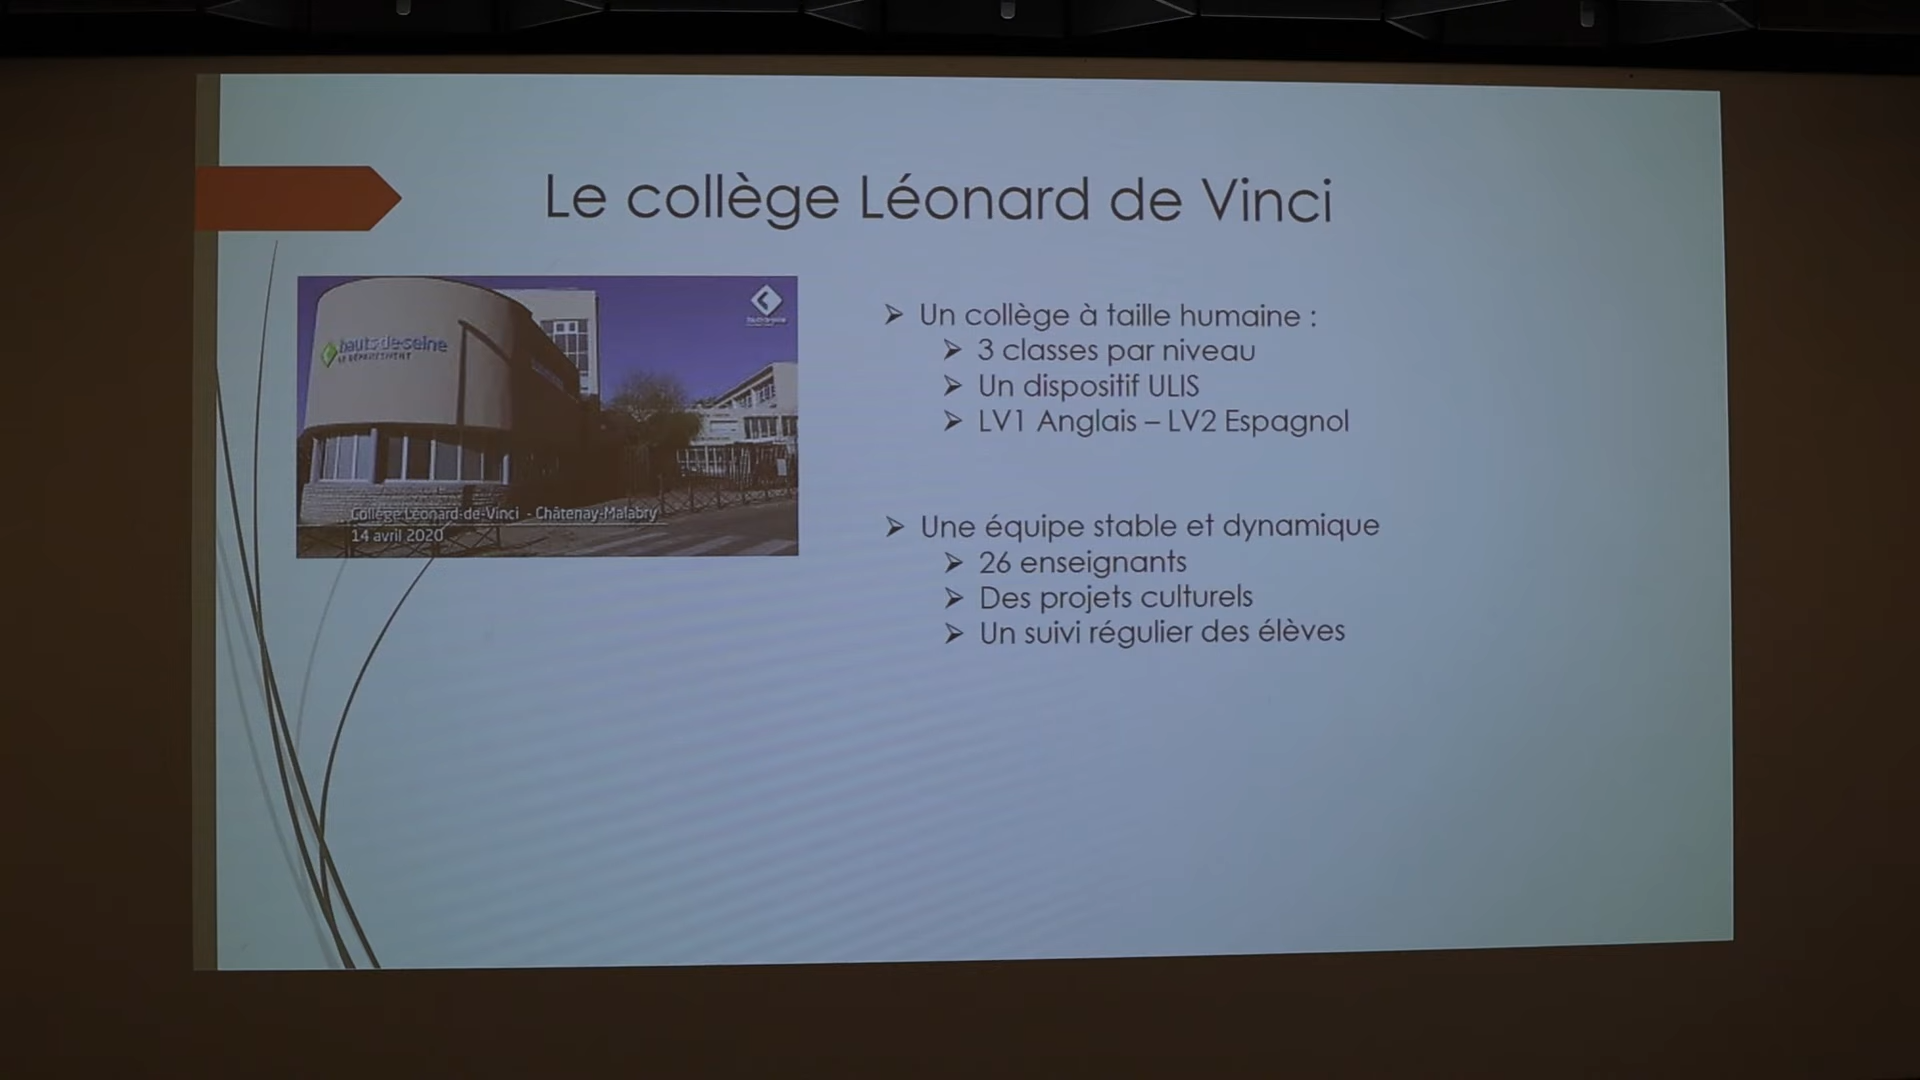 Le collège Léonard de Vinci
hauts-de-seine
LE DÉPARTEMENT
Collège Léonard-de-Vinci - Châtenay-Malabry
14 avril 2020
➢ Un collège à taille humaine :
➢ 3 classes par niveau
➢ Un dispositif ULIS
➢ LV1 Anglais – LV2 Espagnol
➢ Une équipe stable et dynamique
➢ 26 enseignants
➢ Des projets culturels
➢ Un suivi régulier des élèves